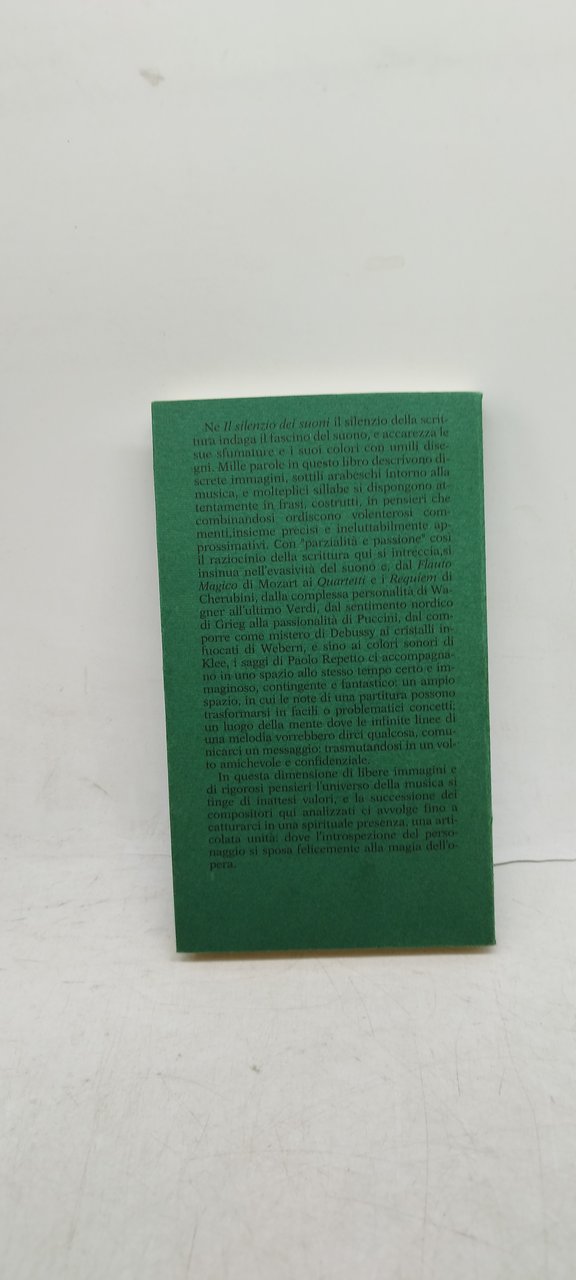 Ne Il silenzio dei suoni il silenzio della scrit-
tura indaga il fascino del suono, e accarezza le
sue sfumature e i suoi colori con umili dise-
gni. Mille parole in questo libro descrivono di-
screte immagini, sottili arabeschi intorno alla
musica, e molteplici sillabe si dispongono at-
tentamente in frasi, costrutti, in pensieri che
combinandosi ordiscono volenterosi com-
menti,insieme precisi e ineluttabilmente ap-
prossimativi. Con "parzialità e passione" così
il raziocinio della scrittura qui si intreccia,si
insinua nell'evasività del suono e, dal Flauto
Magico di Mozart ai Quartetti e i Requiem di
Cherubini, dalla complessa personalità di Wa-
gner all'ultimo Verdi, dal sentimento nordico
di Grieg alla passionalità di Puccini, dal com-
porre come mistero di Debussy ai cristalli in-
fuocati di Webern, e sino ai colori sonori di
Klee, i saggi di Paolo Repetto ci accompagna-
no in uno spazio allo stesso tempo certo e im-
maginoso, contingente e fantastico: un ampio
spazio, in cui le note di una partitura possono
trasformarsi in facili o problematici concetti;
un luogo della mente dove le infinite linee di
una melodia vorrebbero dirci qualcosa, comu-
nicarci un messaggio: trasmutandosi in un vol-
to amichevole e confidenziale.
In questa dimensione di libere immagini e
di rigorosi pensieri l'universo della musica si
tinge di inattesi valori, e la successione dei
compositori qui analizzati ci avvolge fino a
catturarci in una spirituale presenza, una arti-
colata unità: dove l'introspezione del perso-
naggio si sposa felicemente alla magia dell'o-
pera.